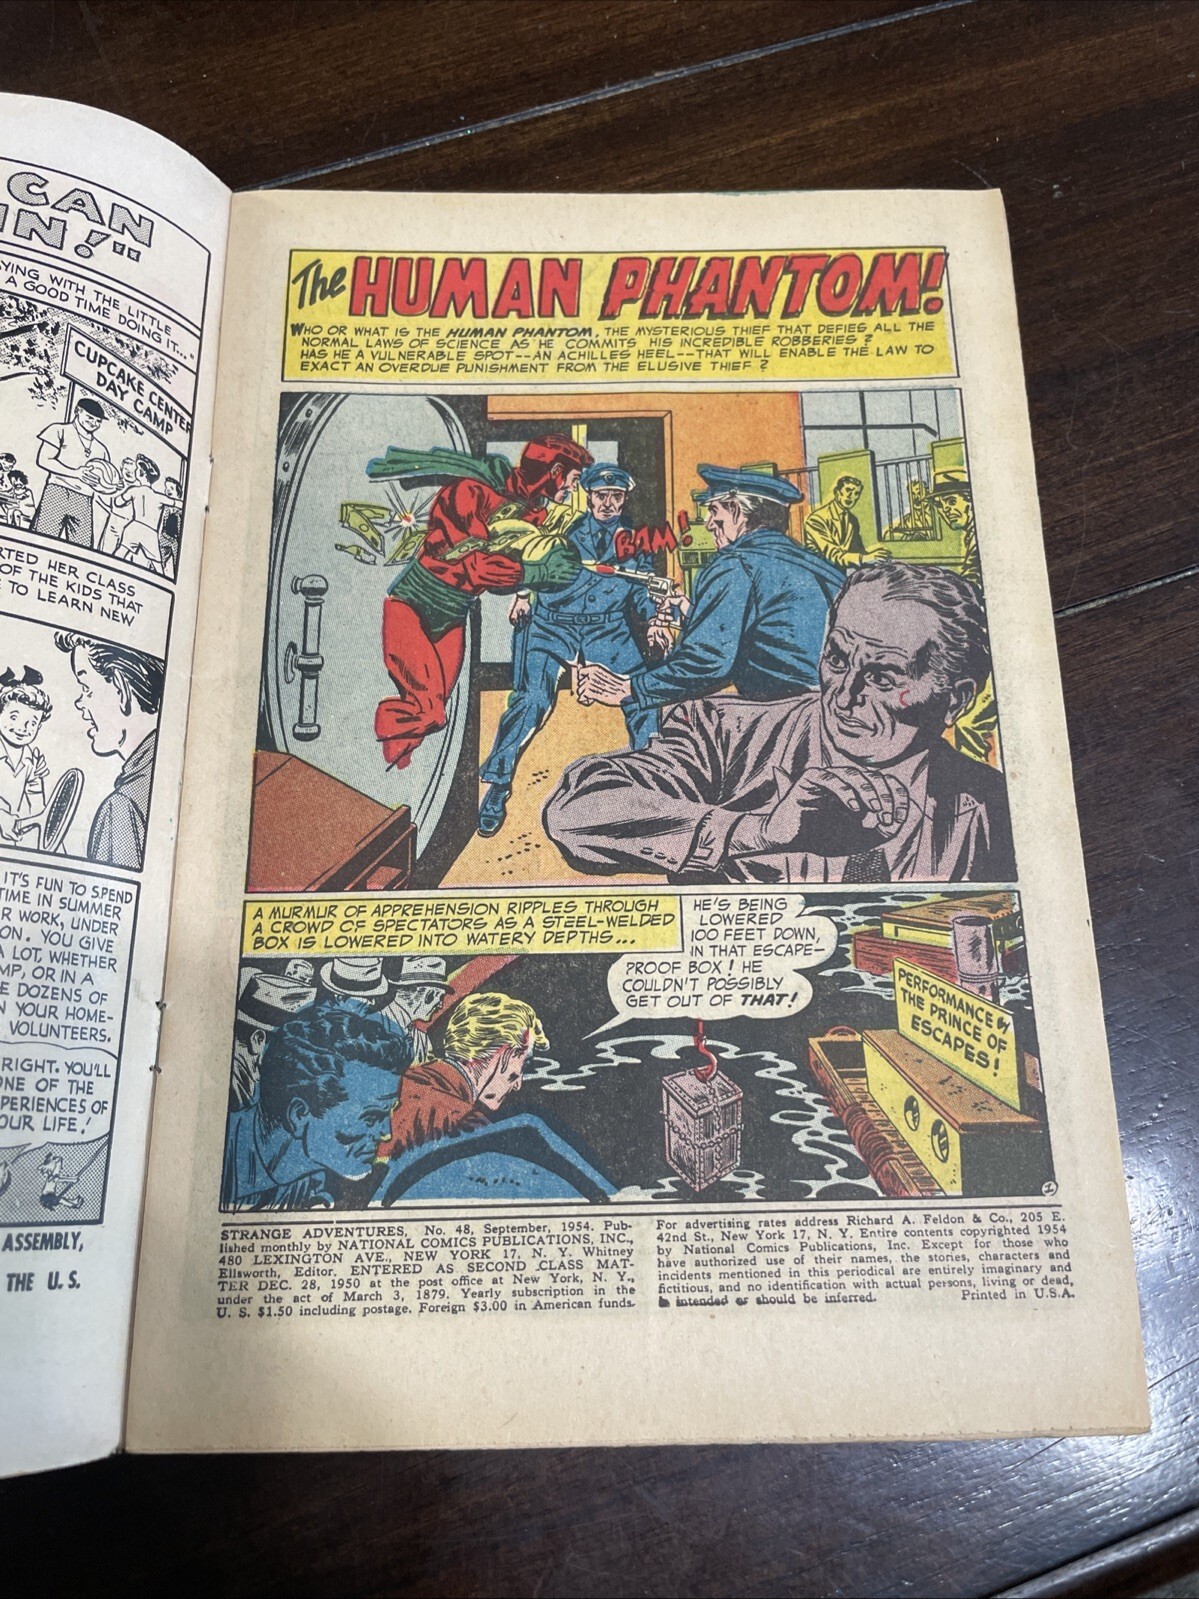 CAN
IN!"
YING WITH THE LITTLE
A GOOD TIME DOING IT..."
CUPCAKE CENTER
DAY CAMP
RTED HER CLASS
OF THE KIDS THAT
TO LEARN NEW
IT'S FUN TO SPEND
TIME IN SUMMER
R WORK, UNDER
ON. YOU GIVE
A LOT, WHETHER
MP, OR IN A
E DOZENS OF
N YOUR HOME-
VOLUNTEERS.
RIGHT. YOU'LL
ONE OF THE
PERIENCES OF
OUR LIFE!
ASSEMBLY,
THE U. S.
The HUMAN PHANTOM!
WHO OR WHAT IS THE HUMAN PHANTOM, THE MYSTERIOUS THIEF THAT DEFIES ALL THE
NORMAL LAWS OF SCIENCE AS HE COMMITS HIS INCREDIBLE ROBBERIES?
HAS HE A VULNERABLE SPOT--AN ACHILLES HEEL--THAT WILL ENABLE THE LAW TO
EXACT AN OVERDUE PUNISHMENT FROM THE ELUSIVE THIEF?
BAM!
A MURMUR OF APPREHENSION RIPPLES THROUGH
A CROWD OF SPECTATORS AS A STEEL-WELDED
BOX IS LOWERED INTO WATERY DEPTHS...
HE'S BEING
LOWERED
100 FEET DOWN,
IN THAT ESCAPE-
PROOF BOX! HE
COULDN'T POSSIBLY
GET OUT OF THAT!
PERFORMANCE BY
THE PRINCE OF
ESCAPES!
1
STRANGE ADVENTURES, No. 48, September, 1954. Pub-
lished monthly by NATIONAL COMICS PUBLICATIONS, INC.,
480 LEXINGTON AVE., NEW YORK 17, N. Y. Whitney
Ellsworth, Editor. ENTERED AS SECOND CLASS MAT-
TER DEC. 28, 1950 at the post office at New York, N. Y.,
under the act of March 3, 1879. Yearly subscription in the
U. S. $1.50 including postage. Foreign $3.00 in American funds.
For advertising rates address Richard A. Feldon & Co., 205 E.
42nd St., New York 17, N. Y. Entire contents copyrighted 1954
by National Comics Publications, Inc. Except for those who
have authorized use of their names, the stories, characters and
incidents mentioned in this periodical are entirely imaginary and
fictitious, and no identification with actual persons, living or dead,
is intended or should be inferred. Printed in U.S.A.